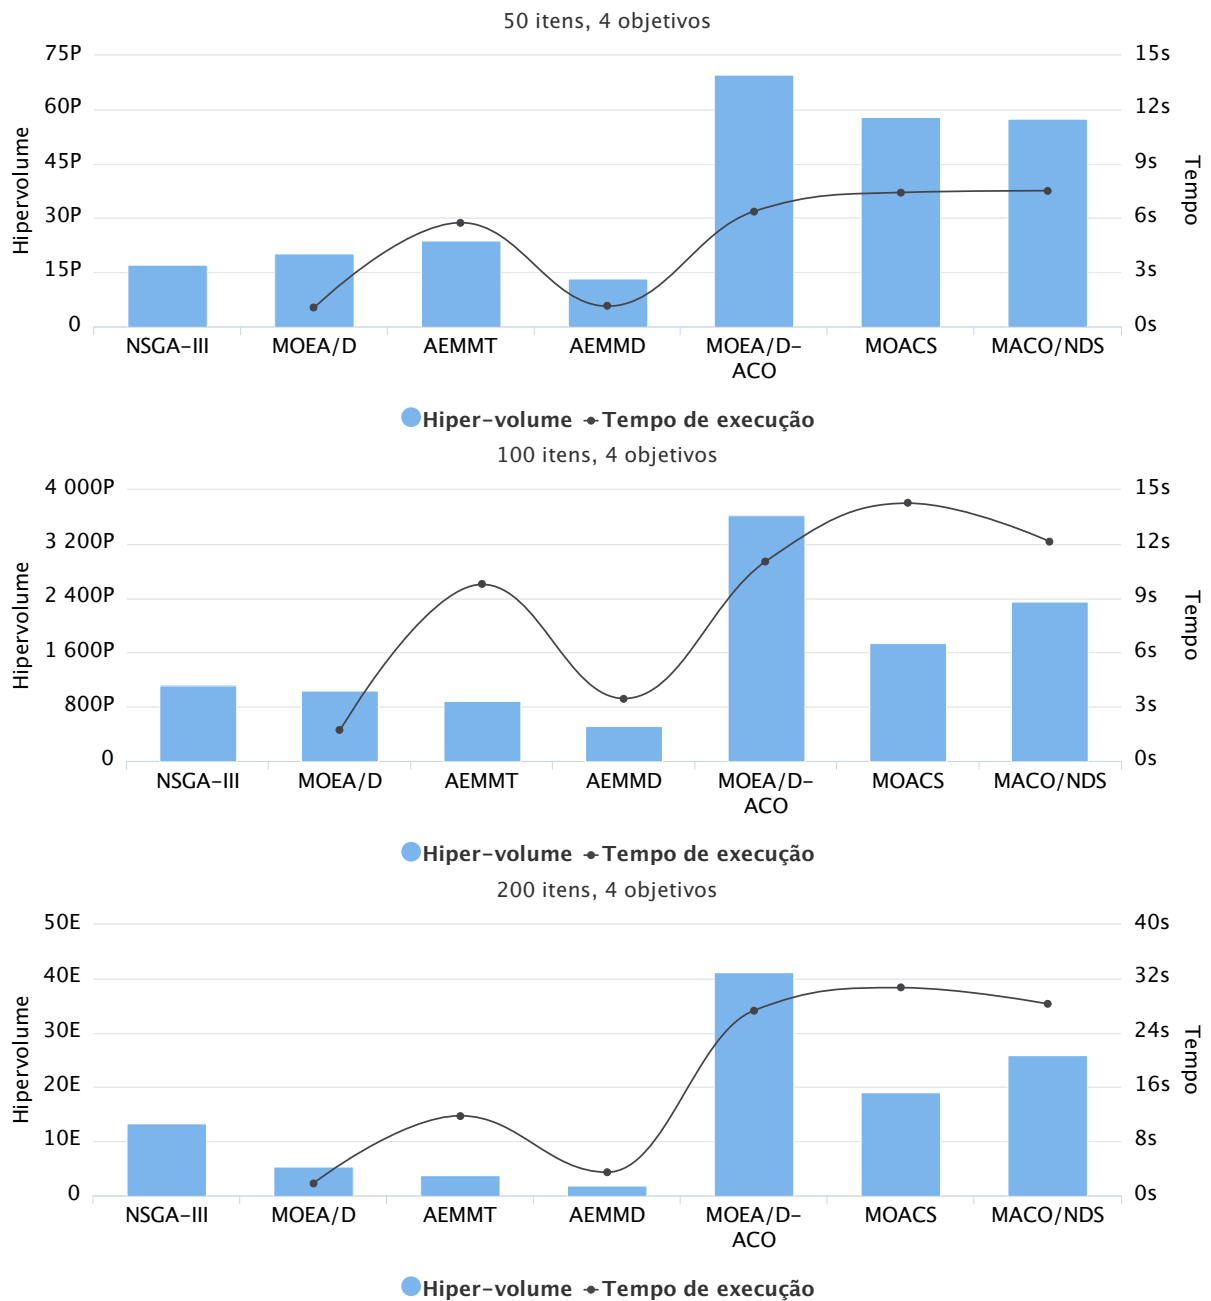 50 itens, 4 objetivos
75P
60P
45P
30P
15P
0
Hipervolume
15s
12s
9s
6s
3s
0s
Tempo
NSGA-III
MOEA/D
AEMMT
AEMMD
MOEA/D-
ACO
MOACS
MACO/NDS
Hiper-volume
Tempo de execução
100 itens, 4 objetivos
4 000P
3 200P
2 400P
1 600P
800P
0
Hipervolume
15s
12s
9s
6s
3s
0s
Tempo
NSGA-III
MOEA/D
AEMMT
AEMMD
MOEA/D-
ACO
MOACS
MACO/NDS
Hiper-volume
Tempo de execução
200 itens, 4 objetivos
50E
40E
30E
20E
10E
0
Hipervolume
40s
32s
24s
16s
8s
0s
Tempo
NSGA-III
MOEA/D
AEMMT
AEMMD
MOEA/D-
ACO
MOACS
MACO/NDS
Hiper-volume
Tempo de execução